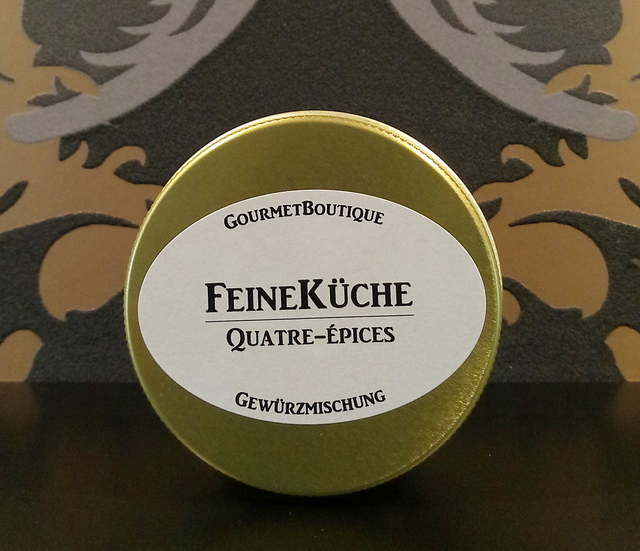 GourmetBoutique
FeineKüche
Quatre-épices
Gewürzmischung